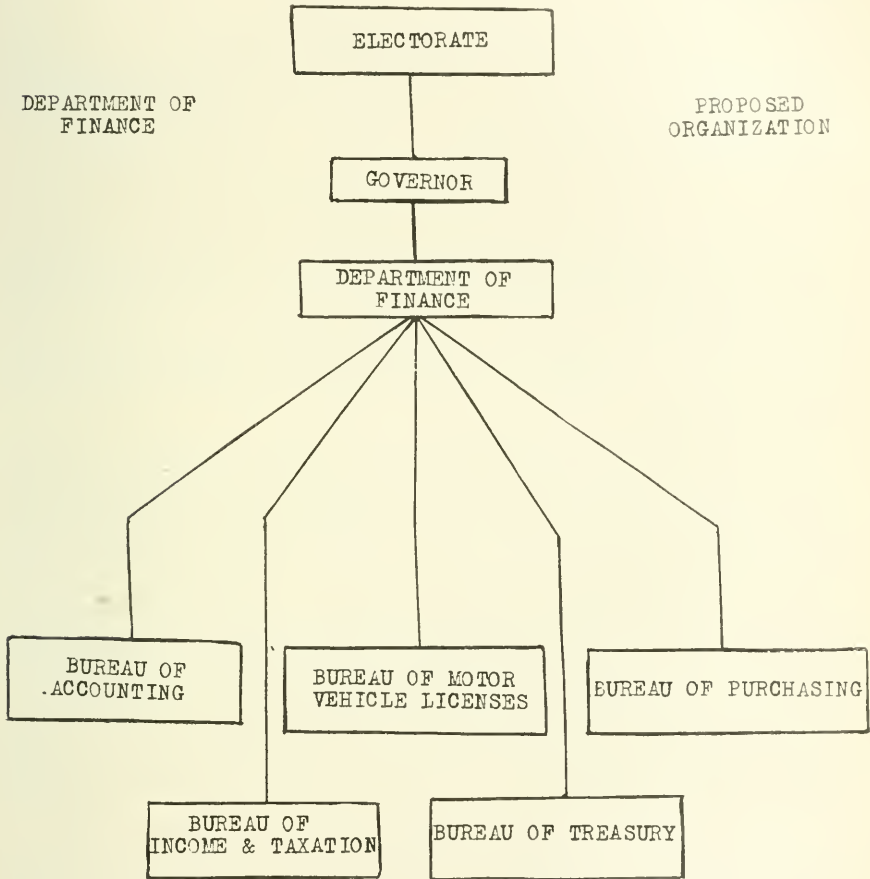 ELECTORATE
DEPARTMENT OF
FINANCE
PROPOSED
ORGANIZATION
GOVERNOR
DEPARTMENT OF
FINANCE
BUREAU OF
ACCOUNTING
BUREAU OF MOTOR
VEHICLE LICENSES
BUREAU OF PURCHASING
BUREAU OF
INCOME & TAXATION
BUREAU OF TREASURY